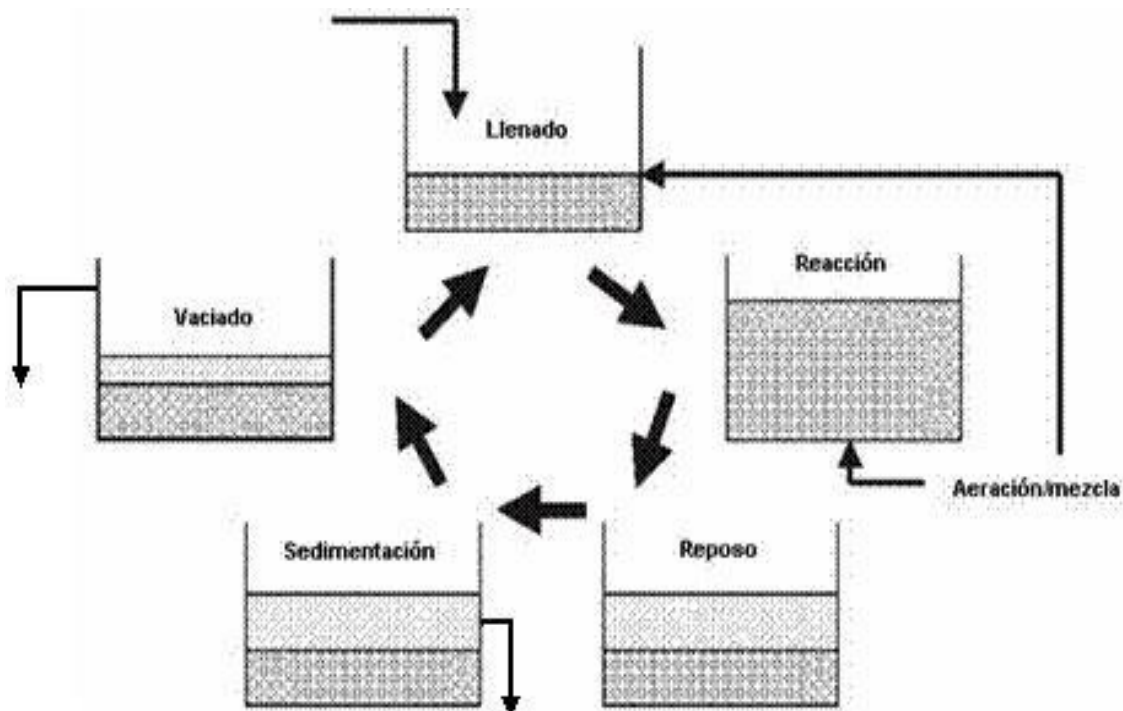 Llenado
Reacción
Vaciado
Aeración/mezcla
Sedimentación
Reposo